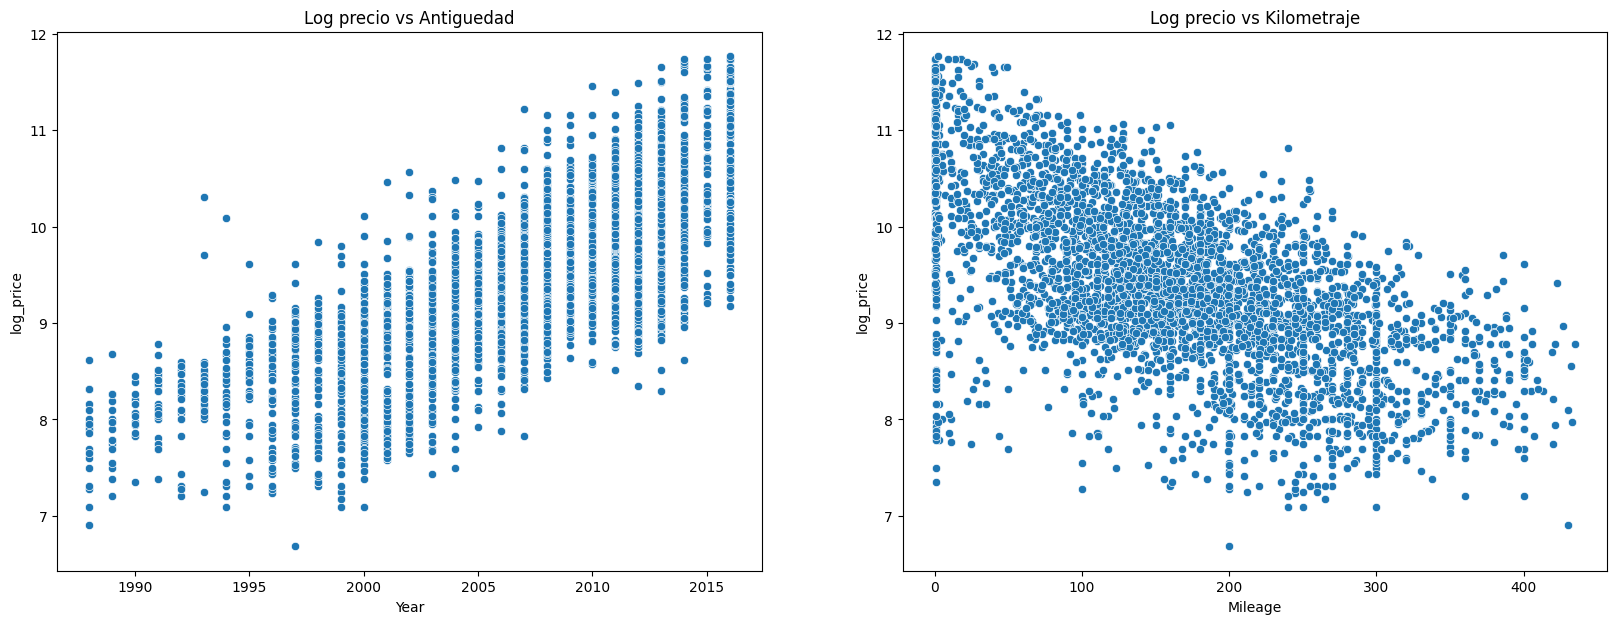 Log precio vs Antiguedad
12
11
10
9
8
7
log_price
1990 1995 2000 2005 2010 2015
Year
Log precio vs Kilometraje
12
11
10
9
8
7
log_price
0 100 200 300 400
Mileage